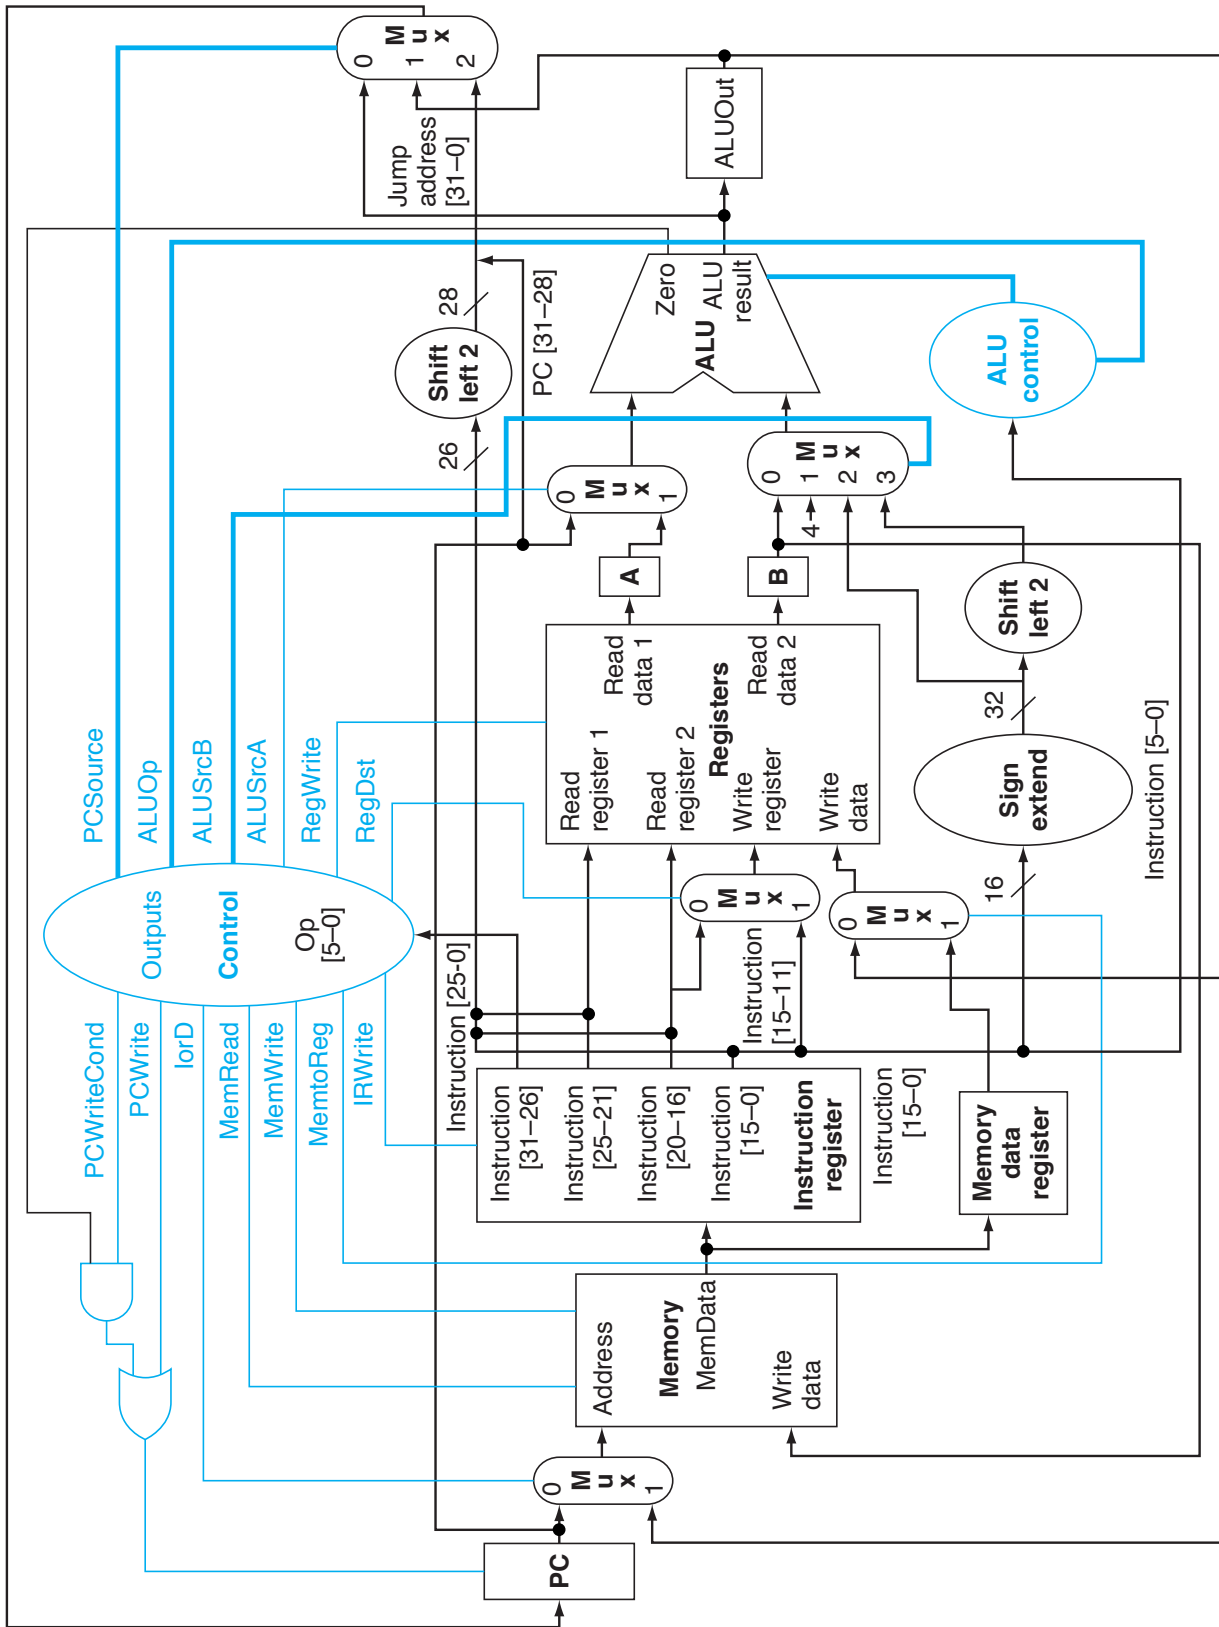 PCWriteCond
PCWrite
IorD
MemRead
MemWrite
MemtoReg
IRWrite
Outputs
Control
Op
[5–0]
PCSource
ALUOp
ALUSrcB
ALUSrcA
RegWrite
RegDst
Instruction [25-0]
26
Shift
left 2
28
Jump
address
[31–0]
PC [31–28]
0
M
u
x
1
2
PC
0
M
u
x
1
Address
Memory
MemData
Write
data
Instruction
[31–26]
Instruction
[25–21]
Instruction
[20–16]
Instruction
[15–0]
Instruction
register
Instruction
[15–0]
Memory
data
register
0
M
u
x
1
Instruction
[15–11]
0
M
u
x
1
Read
register 1
Read
register 2
Registers
Write
register
Write
data
Read
data 1
Read
data 2
16
Sign
extend
32
Shift
left 2
Instruction [5–0]
A
B
0
M
u
x
1
4
0
M
u
x
1
2
3
Zero
ALU
ALU
result
ALU
control
ALUOut